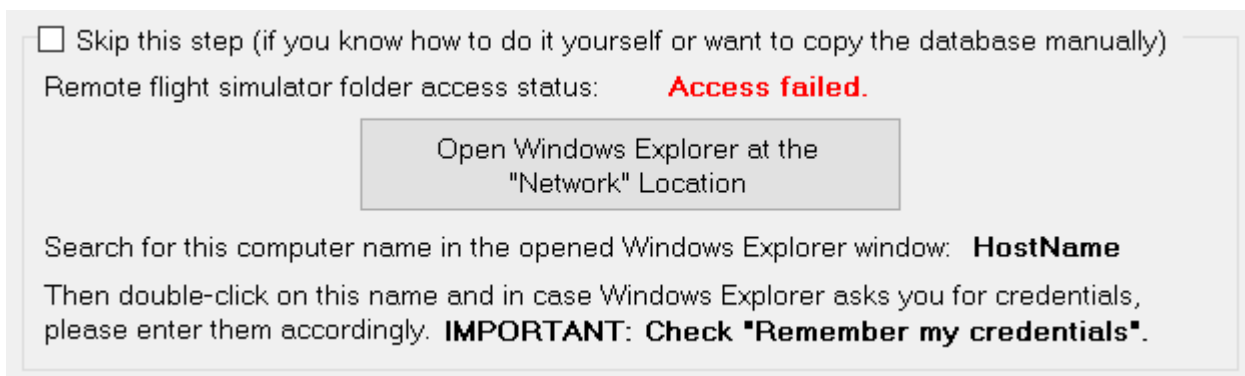 Skip this step (if you know how to do it yourself or want to copy the database manually)
Remote flight simulator folder access status: Access failed.
Open Windows Explorer at the
"Network" Location
Search for this computer name in the opened Windows Explorer window: HostName
Then double-click on this name and in case Windows Explorer asks you for credentials,
please enter them accordingly. IMPORTANT: Check "Remember my credentials".